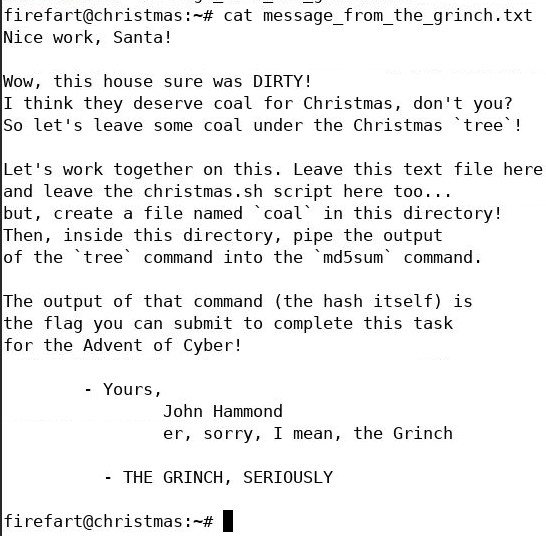 firefart@christmas:~# cat message_from_the_grinch.txt
Nice work, Santa!
Wow, this house sure was DIRTY!
I think they deserve coal for Christmas, don't you?
So let's leave some coal under the Christmas `tree`!
Let's work together on this. Leave this text file here
and leave the christmas.sh script here too...
but, create a file named `coal` in this directory!
Then, inside this directory, pipe the output
of the `tree` command into the `md5sum` command.
The output of that command (the hash itself) is
the flag you can submit to complete this task
for the Advent of Cyber!
- Yours,
John Hammond
er, sorry, I mean, the Grinch
- THE GRINCH, SERIOUSLY
firefart@christmas:~#